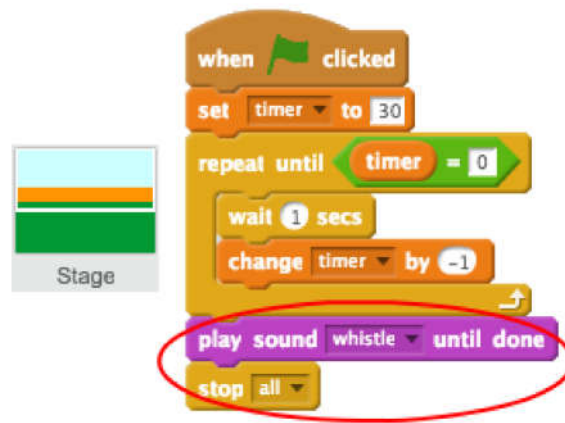 when clicked
set timer to 30
repeat until timer = 0
wait 1 secs
change timer by -1
Stage
play sound whistle until done
stop all